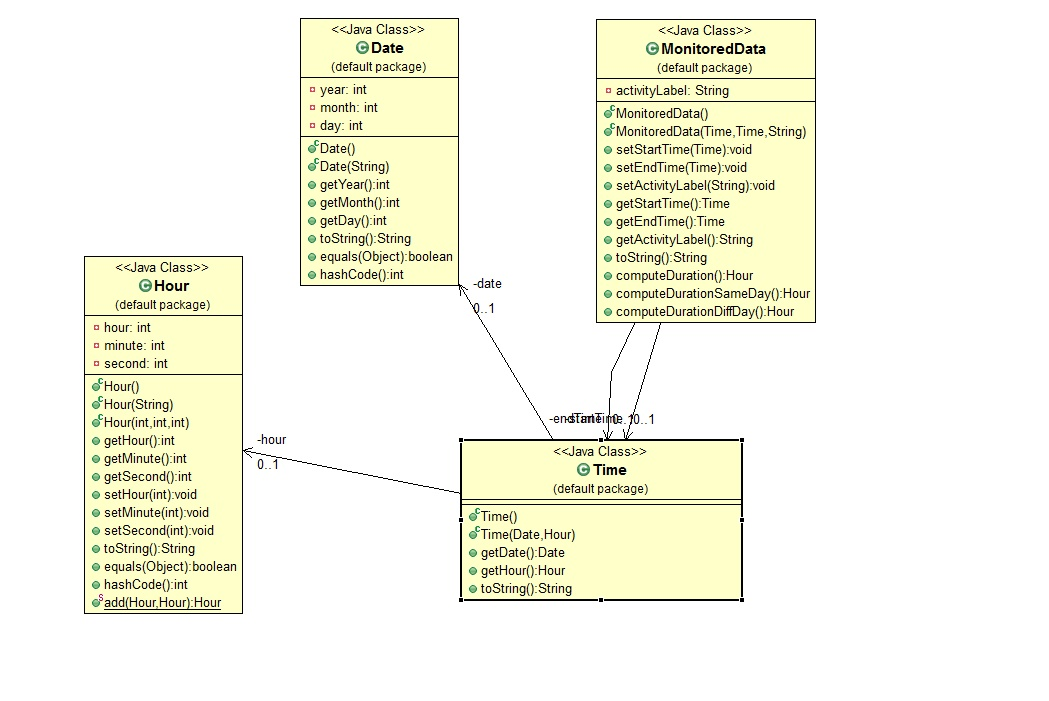 <<Java Class>>
Date
(default package)
year: int
month: int
day: int
Date()
Date(String)
getYear():int
getMonth():int
getDay():int
toString():String
equals(Object):boolean
hashCode():int
<<Java Class>>
MonitoredData
(default package)
activityLabel: String
MonitoredData()
MonitoredData(Time,Time,String)
setStartTime(Time):void
setEndTime(Time):void
setActivityLabel(String):void
getStartTime():Time
getEndTime():Time
getActivityLabel():String
toString():String
computeDuration():Hour
computeDurationSameDay():Hour
computeDurationDiffDay():Hour
<<Java Class>>
Hour
(default package)
hour: int
minute: int
second: int
Hour()
Hour(String)
Hour(int,int,int)
getHour():int
getMinute():int
getSecond():int
setHour(int):void
setMinute(int):void
setSecond(int):void
toString():String
equals(Object):boolean
hashCode():int
add(Hour,Hour):Hour
-date
0..1
-hour
0..1
-endTime
-startTime
0..1
0..1
<<Java Class>>
Time
(default package)
Time()
Time(Date,Hour)
getDate():Date
getHour():Hour
toString():String